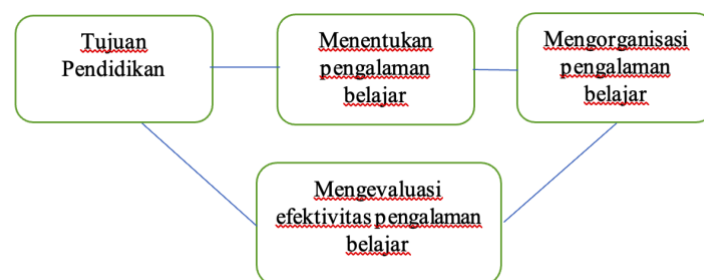 Tujuan
Pendidikan
Menentukan
pengalaman
belajar
Mengorganisasi
pengalaman
belajar
Mengevaluasi
efektivitas pengalaman
belajar